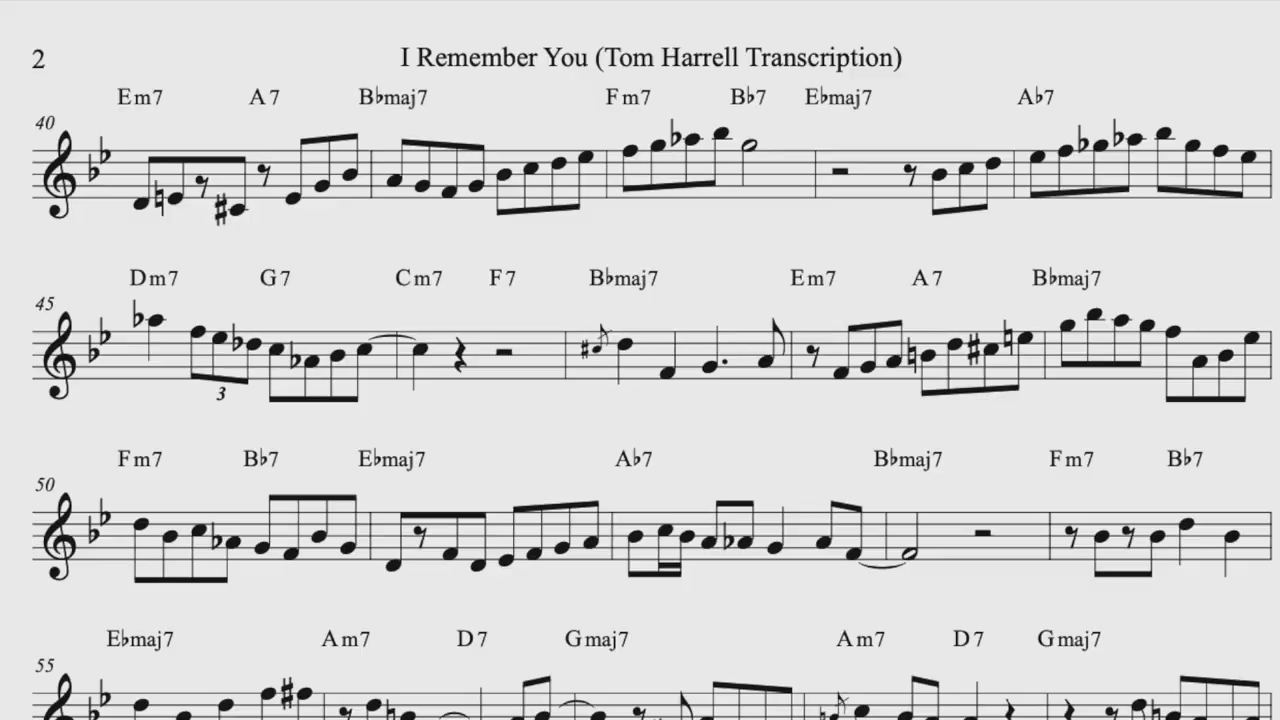 2
I Remember You (Tom Harrell Transcription)
Em7 A7 B♭maj7 Fm7 B♭7 E♭maj7 A♭7
40
Dm7 G7 Cm7 F7 B♭maj7 Em7 A7 B♭maj7
45
3
Fm7 B♭7 E♭maj7 A♭7 B♭maj7 Fm7 B♭7
50
E♭maj7 Am7 D7 Gmaj7 Am7 D7 Gmaj7
55